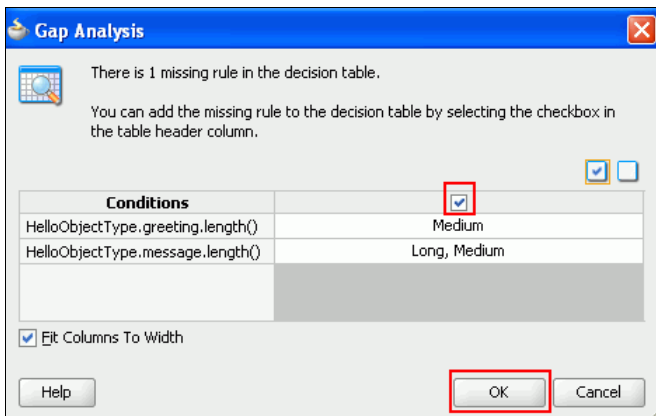 Gap Analysis
There is 1 missing rule in the decision table.
You can add the missing rule to the decision table by selecting the checkbox in
the table header column.
Conditions
HelloObjectType.greeting.length() Medium
HelloObjectType.message.length() Long, Medium
Fit Columns To Width
Help OK Cancel